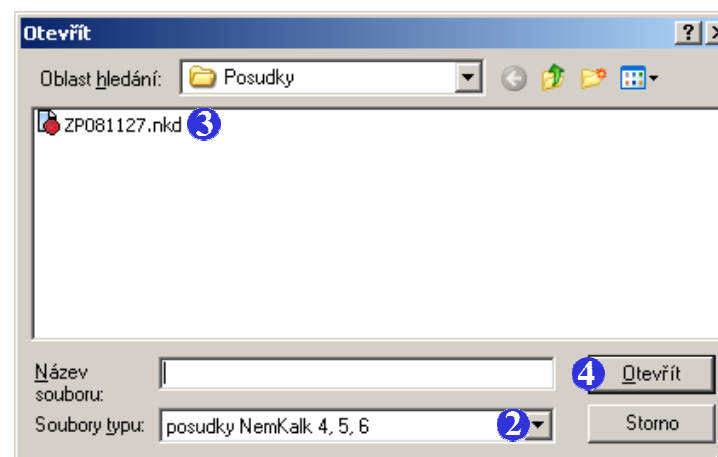 Otevřít
Oblast hledání: Posudky
ZP081127.nkd 3
Název souboru:
4 Otevřít
Soubory typu: posudky NemKalk 4, 5, 6 2
Storno